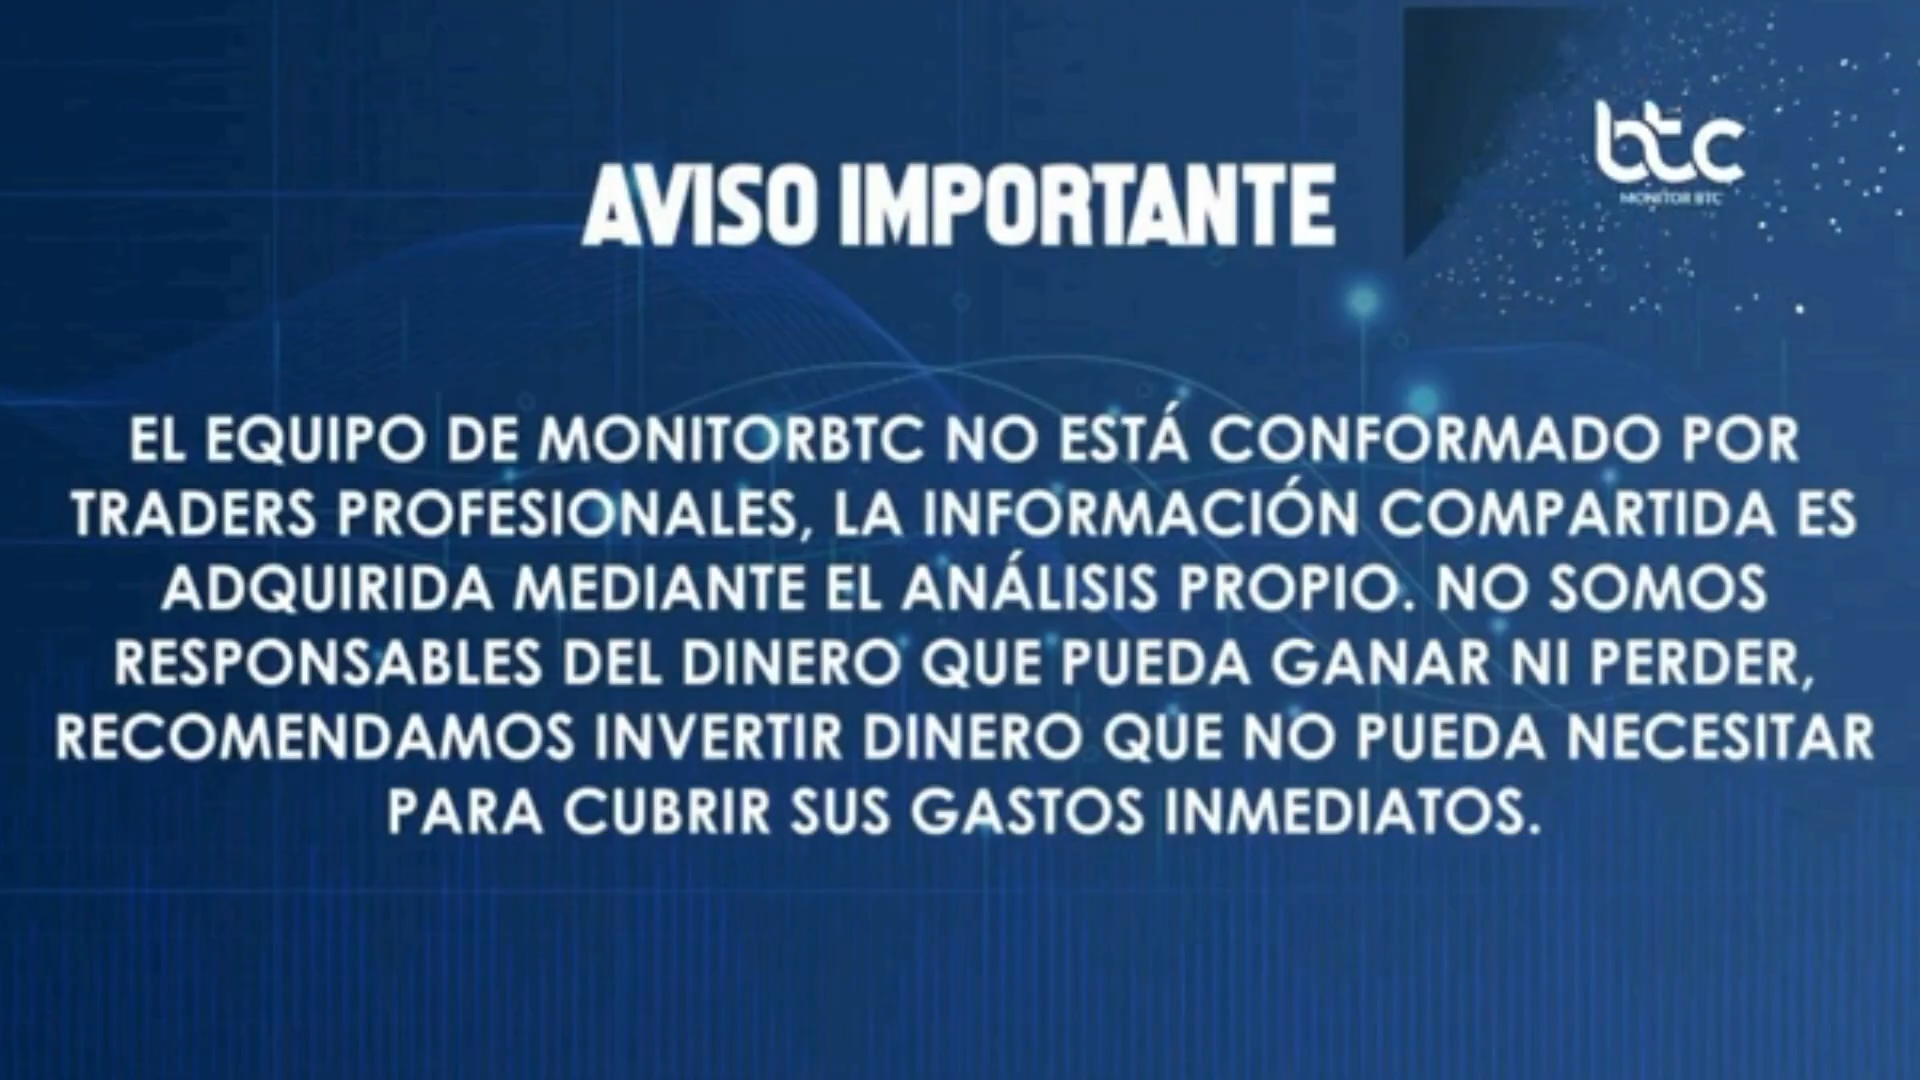 btc
MONITOR BTC
AVISO IMPORTANTE
EL EQUIPO DE MONITORBTC NO ESTÁ CONFORMADO POR
TRADERS PROFESIONALES, LA INFORMACIÓN COMPARTIDA ES
ADQUIRIDA MEDIANTE EL ANÁLISIS PROPIO. NO SOMOS
RESPONSABLES DEL DINERO QUE PUEDA GANAR NI PERDER,
RECOMENDAMOS INVERTIR DINERO QUE NO PUEDA NECESITAR
PARA CUBRIR SUS GASTOS INMEDIATOS.